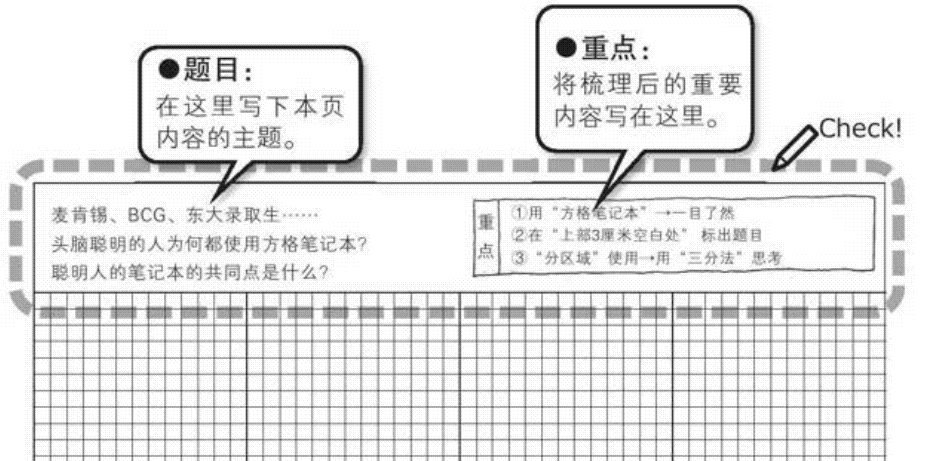 ●题目：
在这里写下本页
内容的主题。
●重点：
将梳理后的重要
内容写在这里。
Check!
麦肯锡、BCG、东大录取生……
头脑聪明的人为何都使用方格笔记本？
聪明人的笔记本的共同点是什么？
重点
①用“方格笔记本”→一目了然
②在“上部3厘米空白处” 标出题目
③“分区域”使用→用“三分法”思考